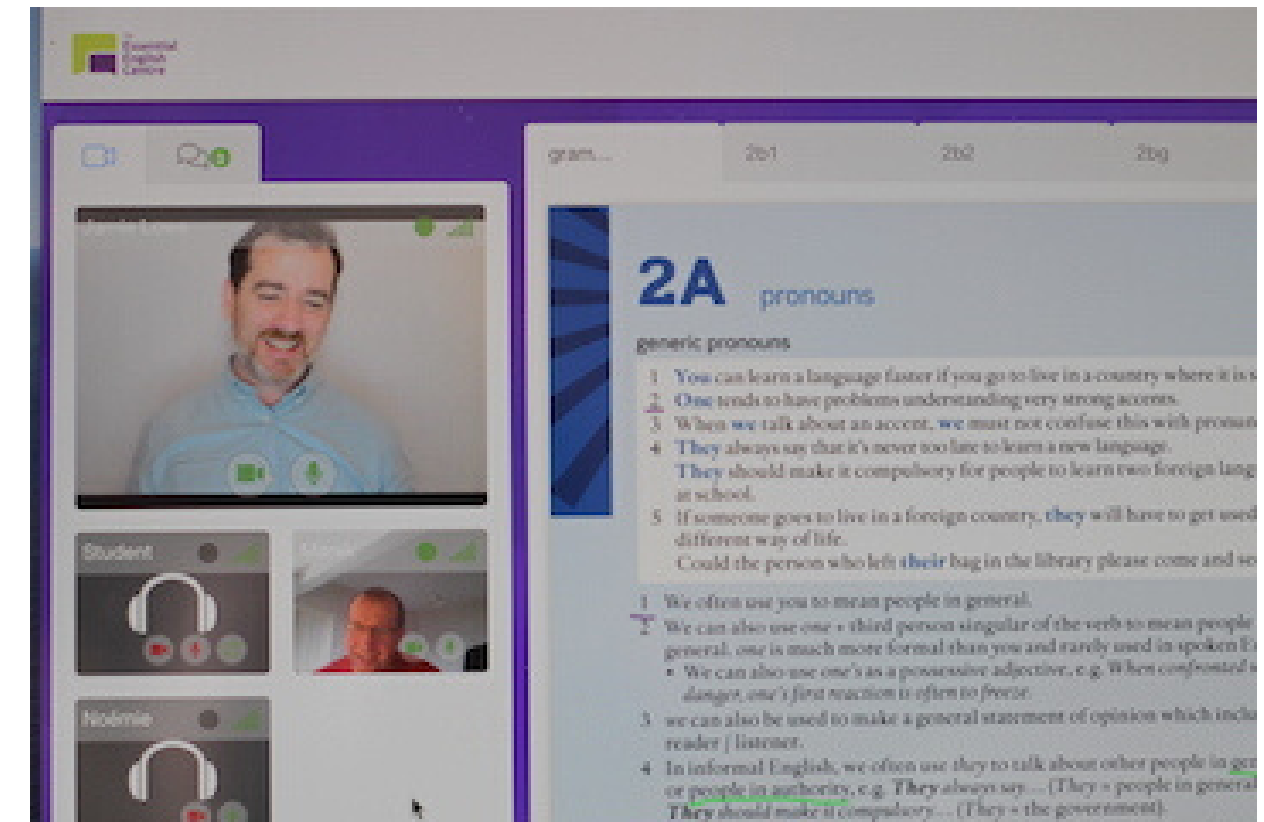 The
Essential
English
Centre
gram...
2b1
2b2
2bg
Student
Noémie
2A pronouns
generic pronouns
1 You can learn a language faster if you go to live in a country where it is
2 One tends to have problems understanding very strong accents.
3 When we talk about an accent, we must not confuse this with
4 They always say that it's never too late to learn a new language.
They should make it compulsory for people to learn two foreign
at school.
5 If someone goes to live in a foreign country, they will have to get used
different way of life.
Could the person who left their bag in the library please come and
1 We often use you to mean people in general.
2 We can also use one + third person singular of the verb to mean people
general. one is much more formal than you and rarely used in spoken
• We can also use one's as a possessive adjective, e.g. When confronted
danger, one's first reaction is often to freeze.
3 we can also be used to make a general statement of opinion which
reader / listener.
4 In informal English, we often use they to talk about other people in
or people in authority, e.g. They always say... (They = people in general
They should make it compulsory... (They = the government).